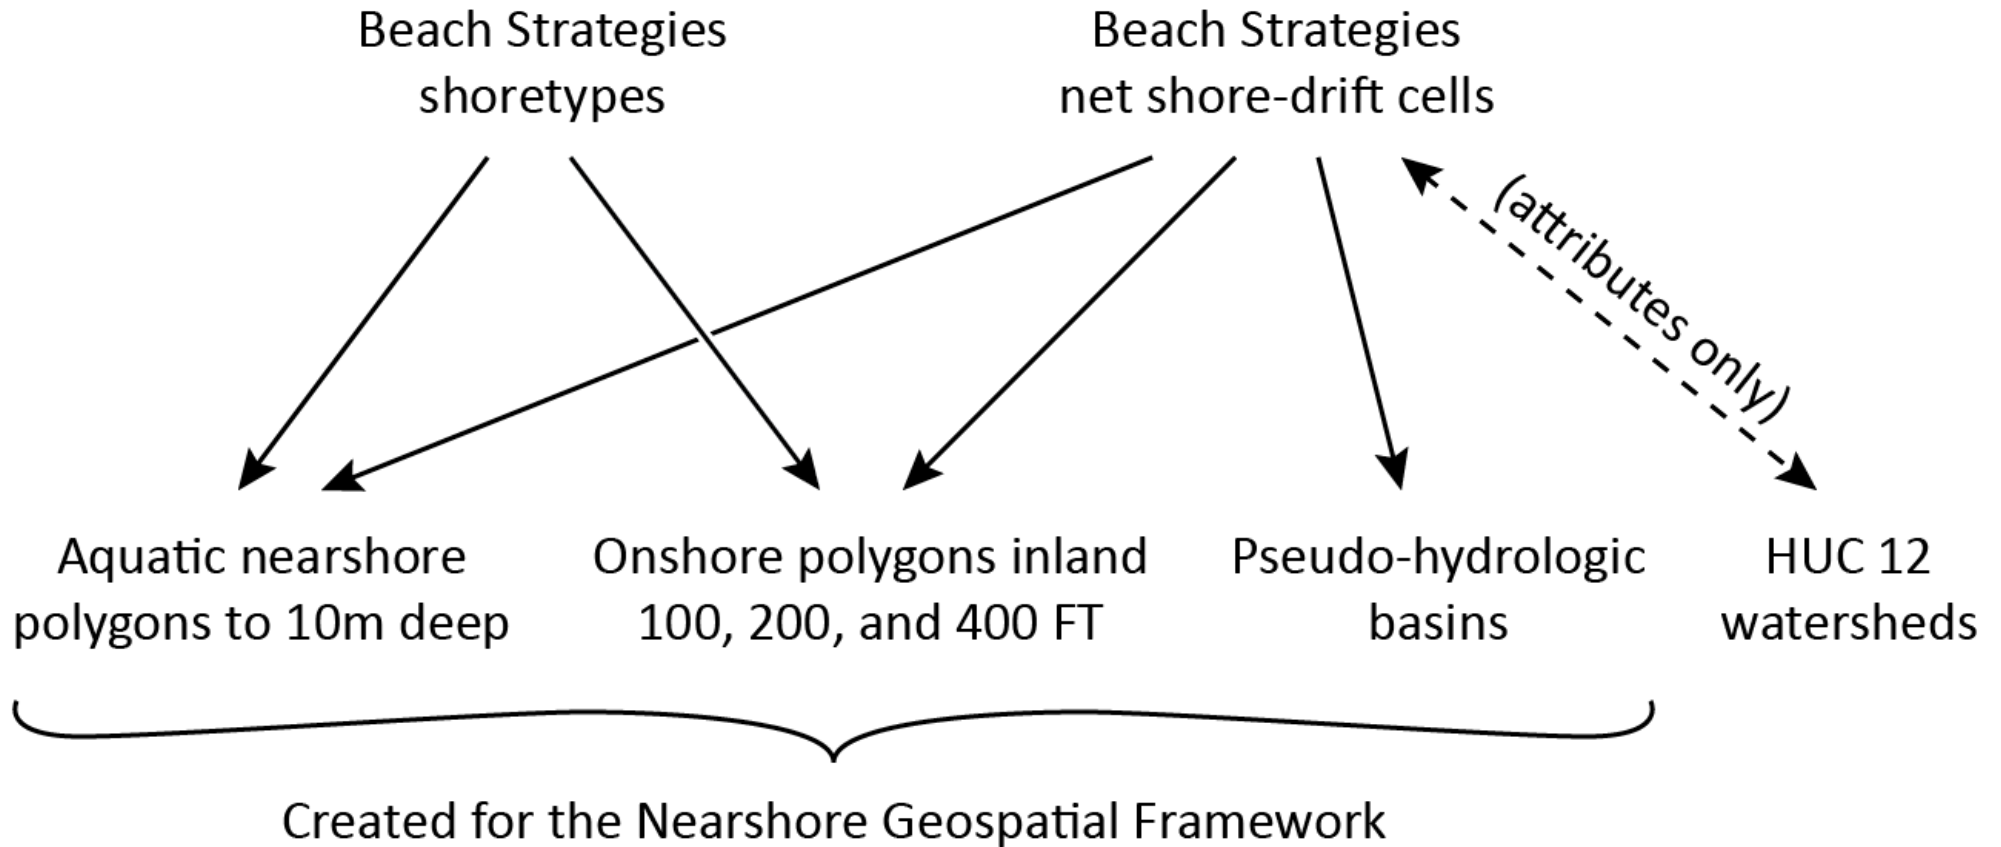 Beach Strategies
shoretypes
Beach Strategies
net shore-drift cells
(attributes only)
Aquatic nearshore
polygons to 10m deep
Onshore polygons inland
100, 200, and 400 FT
Pseudo-hydrologic
basins
HUC 12
watersheds
Created for the Nearshore Geospatial Framework